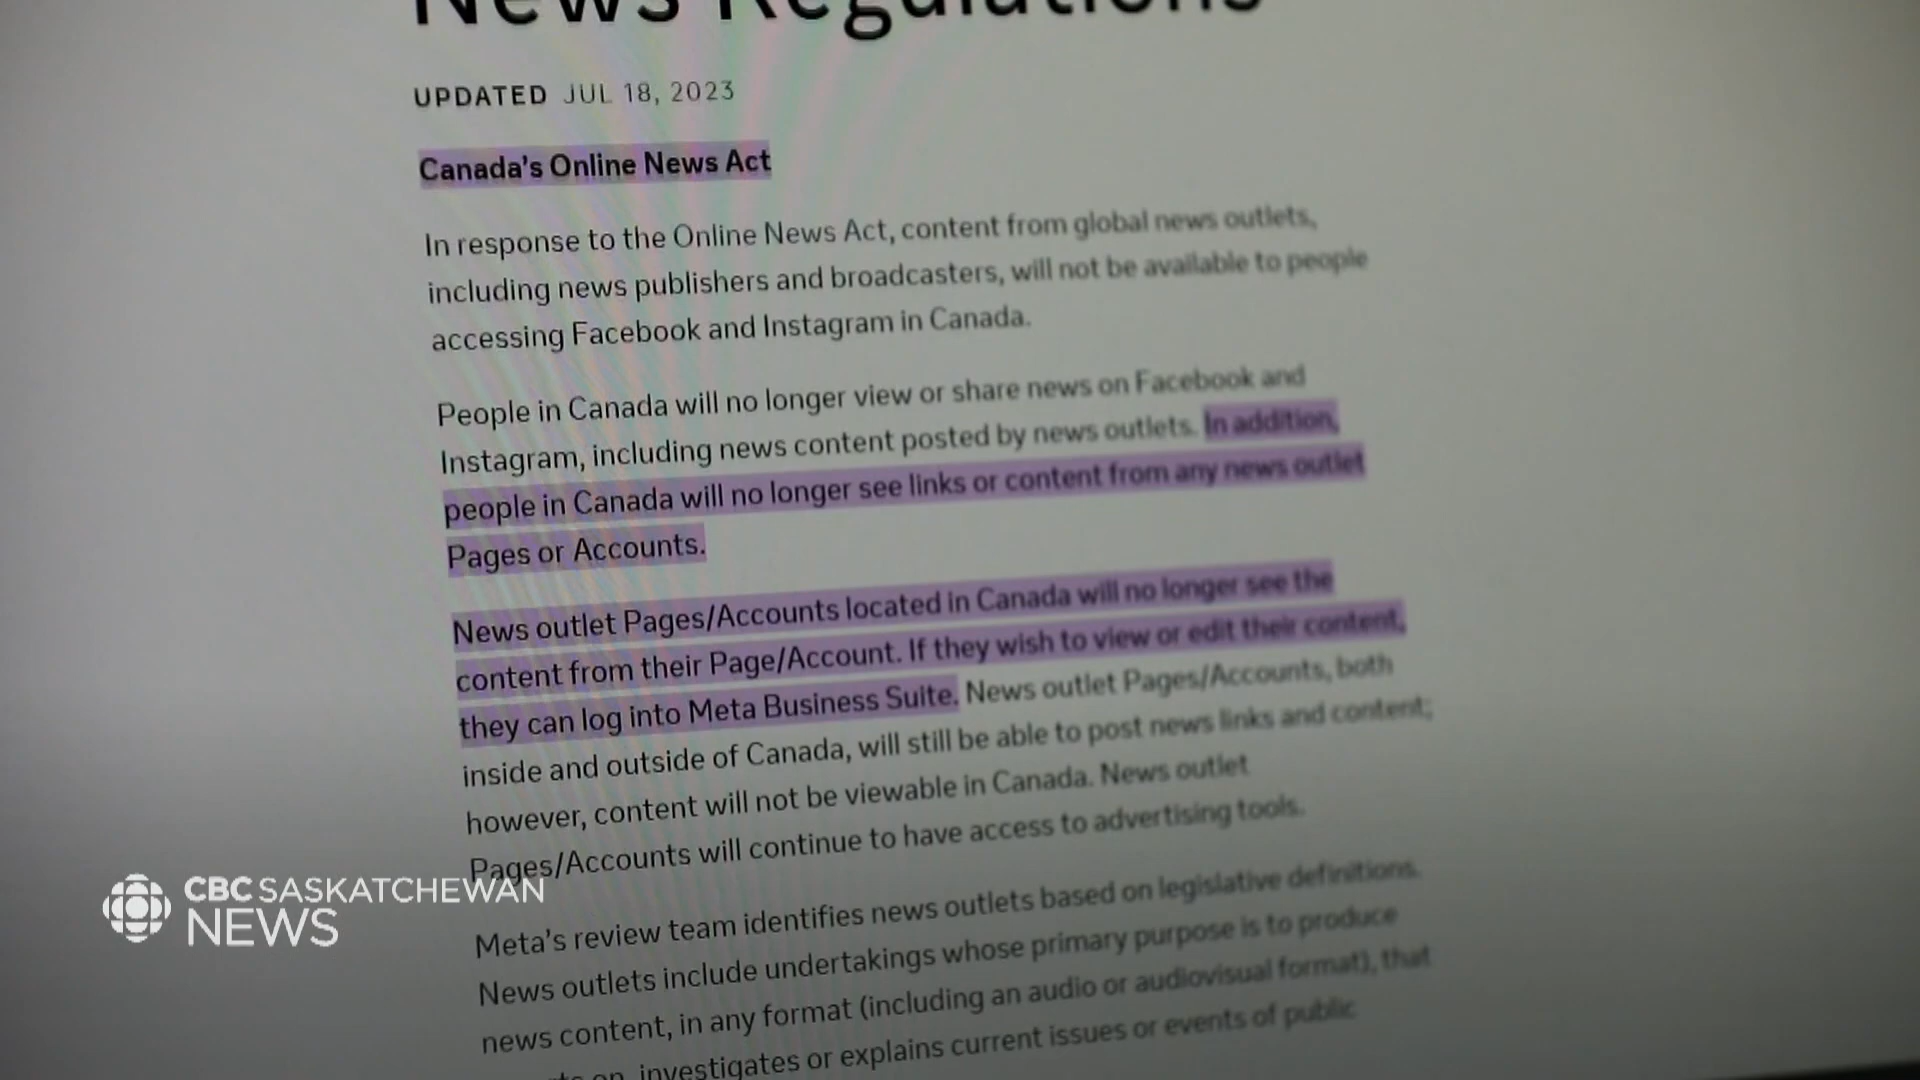 News Regulations
UPDATED JUL 18, 2023
Canada's Online News Act
In response to the Online News Act, content from global news outlets,
including news publishers and broadcasters, will not be available to people
accessing Facebook and Instagram in Canada.
People in Canada will no longer view or share news on Facebook and
Instagram, including news content posted by news outlets. In addition,
people in Canada will no longer see links or content from any news outlet
Pages or Accounts.
News outlet Pages/Accounts located in Canada will no longer see the
content from their Page/Account. If they wish to view or edit their content,
they can log into Meta Business Suite. News outlet Pages/Accounts, both
inside and outside of Canada, will still be able to post news links and content;
however, content will not be viewable in Canada. News outlet
Pages/Accounts will continue to have access to advertising tools.
Meta's review team identifies news outlets based on legislative definitions.
News outlets include undertakings whose primary purpose is to produce
news content, in any format (including an audio or audiovisual format), that
on, investigates or explains current issues or events of public
CBC SASKATCHEWAN
NEWS